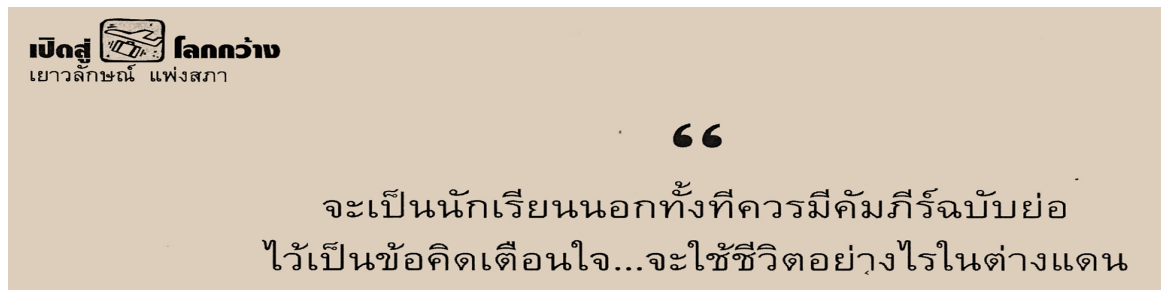 เปิดสู่ โลกกว้าง
เยาวลักษณ์ แพ่งสภา
“
จะเป็นนักเรียนนอกทั้งทีควรมีคัมภีร์ฉบับย่อ
ไว้เป็นข้อคิดเตือนใจ...จะใช้ชีวิตอย่างไรในต่างแดน